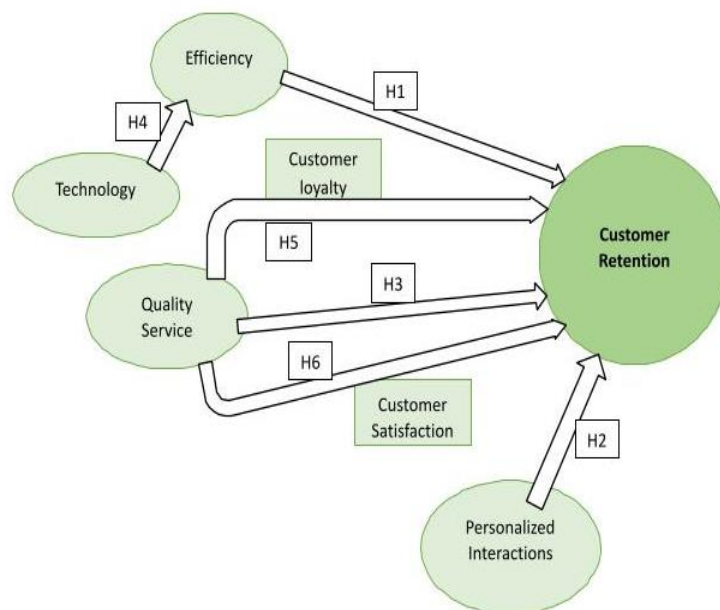 Efficiency
H1
H4
Technology
Customer
loyalty
H5
Customer
Retention
H3
Quality
Service
H6
Customer
Satisfaction
H2
Personalized
Interactions